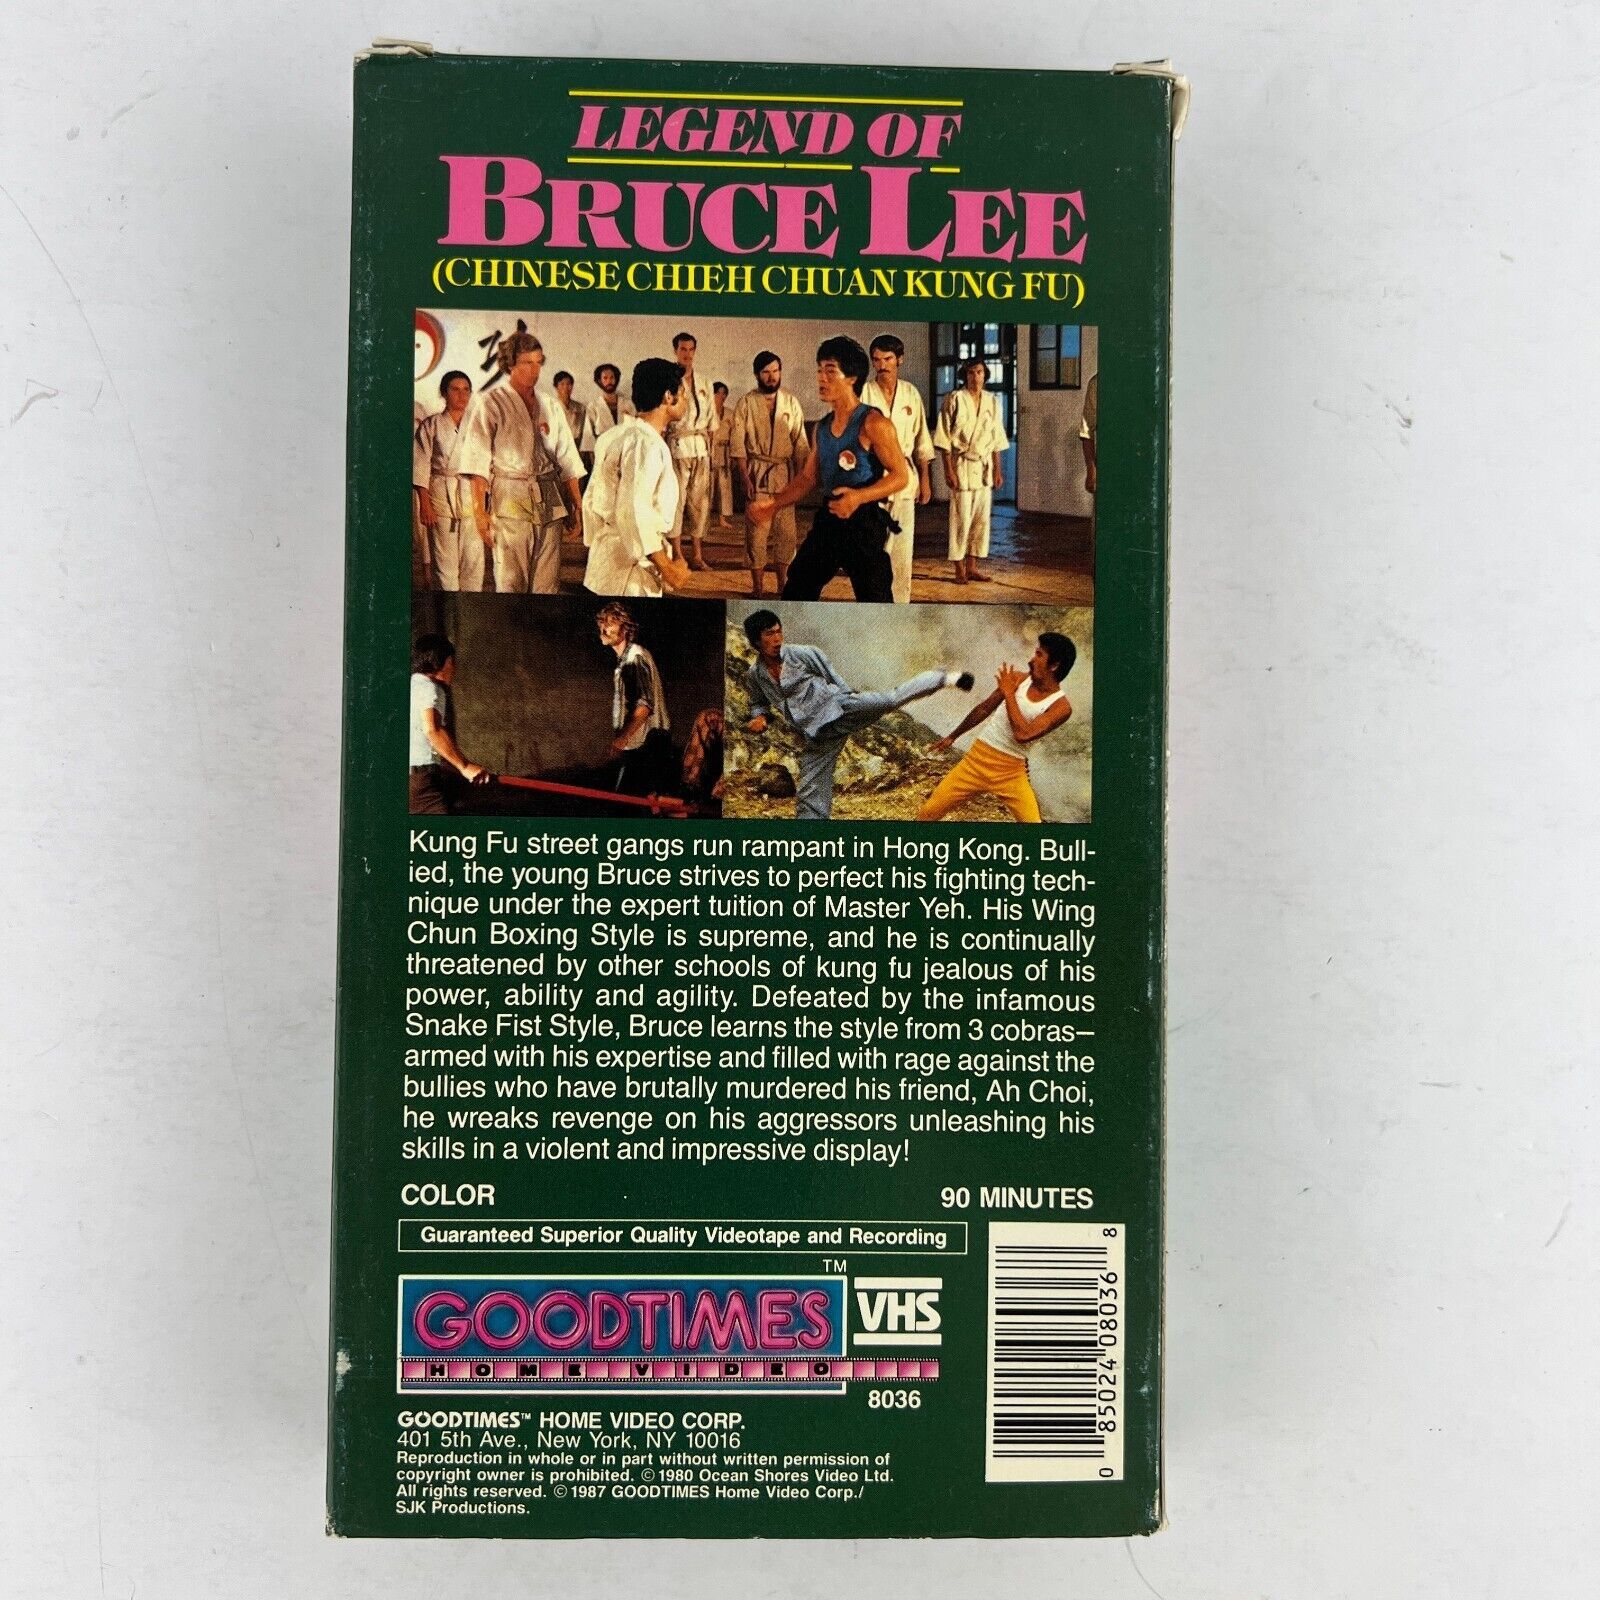 LEGEND OF
BRUCE LEE
(CHINESE CHIEH CHUAN KUNG FU)
Kung Fu street gangs run rampant in Hong Kong. Bull-
ied, the young Bruce strives to perfect his fighting tech-
nique under the expert tuition of Master Yeh. His Wing
Chun Boxing Style is supreme, and he is continually
threatened by other schools of kung fu jealous of his
power, ability and agility. Defeated by the infamous
Snake Fist Style, Bruce learns the style from 3 cobras—
armed with his expertise and filled with rage against the
bullies who have brutally murdered his friend, Ah Choi,
he wreaks revenge on his aggressors unleashing his
skills in a violent and impressive display!
COLOR 90 MINUTES
Guaranteed Superior Quality Videotape and Recording
GOODTIMES TM
HOME VIDEO
VHS
8036
0 85024 08036 8
GOODTIMES™ HOME VIDEO CORP.
401 5th Ave., New York, NY 10016
Reproduction in whole or in part without written permission of
copyright owner is prohibited. © 1980 Ocean Shores Video Ltd.
All rights reserved. © 1987 GOODTIMES Home Video Corp./
SJK Productions.